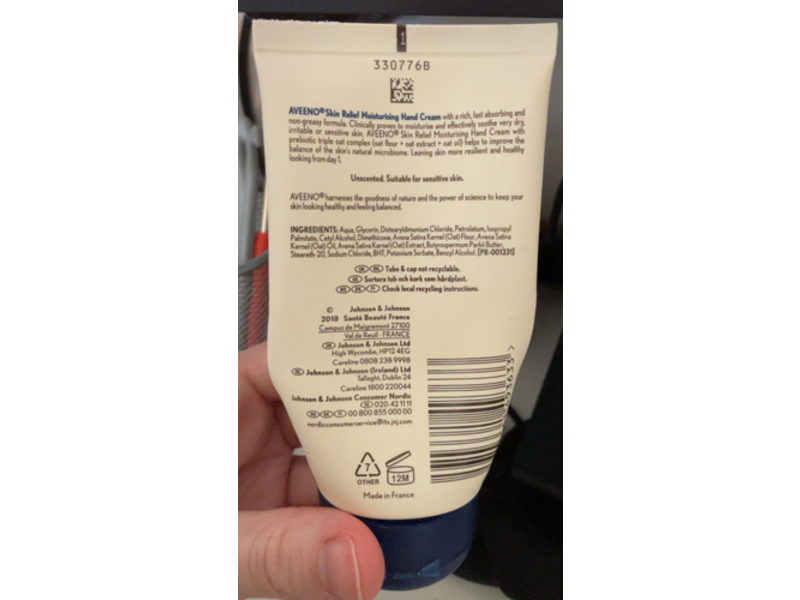 330776B
AVEENO® Skin Relief Moisturising Hand Cream with a rich, fast absorbing and
non-greasy formula. Clinically proven to moisturise and effectively soothe very dry,
irritable or sensitive skin. AVEENO® Skin Relief Moisturising Hand Cream with
prebiotic triple oat complex (oat flour + oat extract + oat oil) helps to improve the
balance of the skin's natural microbiome. Leaving skin more resilient and healthy
looking from day 1.
Unscented. Suitable for sensitive skin.
AVEENO® harnesses the goodness of nature and the power of science to keep your
skin looking healthy and feeling balanced.
INGREDIENTS: Aqua, Glycerin, Distearyldimonium Chloride, Petrolatum, Isopropyl
Palmitate, Cetyl Alcohol, Dimethicone, Avena Sativa Kernel (Oat) Flour, Avena Sativa
Kernel (Oat) Oil, Avena Sativa Kernel (Oat) Extract, Butyrospermum Parkii Butter,
Steareth-20, Sodium Chloride, BHT, Potassium Sorbate, Benzyl Alcohol. [PR-001331]
Tube & cap not recyclable.
Sortera tub och kork som hårdplast.
Check local recycling instructions.
© Johnson & Johnson
2018 Santé Beauté France
Campus de Maigremont 27100
Val de Reuil - FRANCE
Johnson & Johnson Ltd
High Wycombe, HP12 4EG
Careline 0808 238 9998
Johnson & Johnson (Ireland) Ltd
Tallaght, Dublin 24
Careline 1800 220044
Johnson & Johnson Consumer Nordic
020-42 11 11
00 800 855 000 00
nordicconsumerservice@its.jnj.com
7
OTHER
12M
Made in France